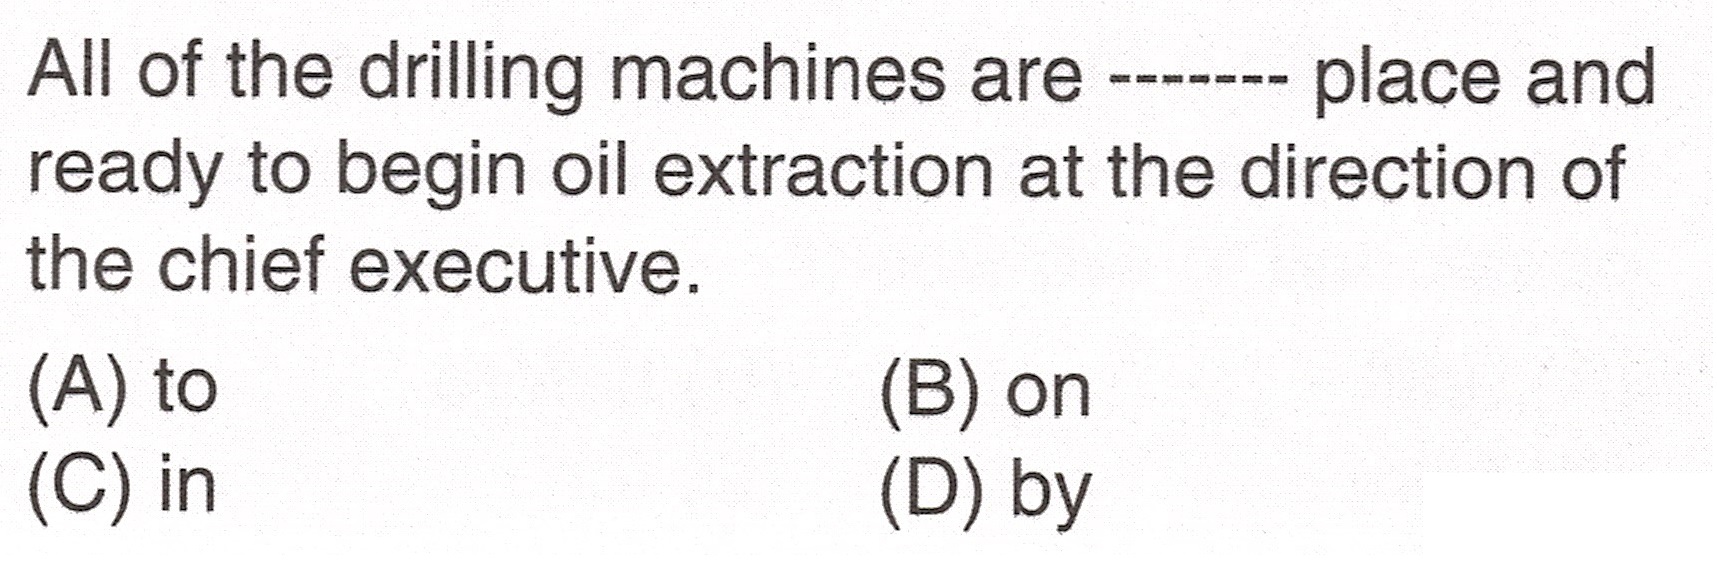 All of the drilling machines are ------- place and
ready to begin oil extraction at the direction of
the chief executive.
(A) to (B) on
(C) in (D) by